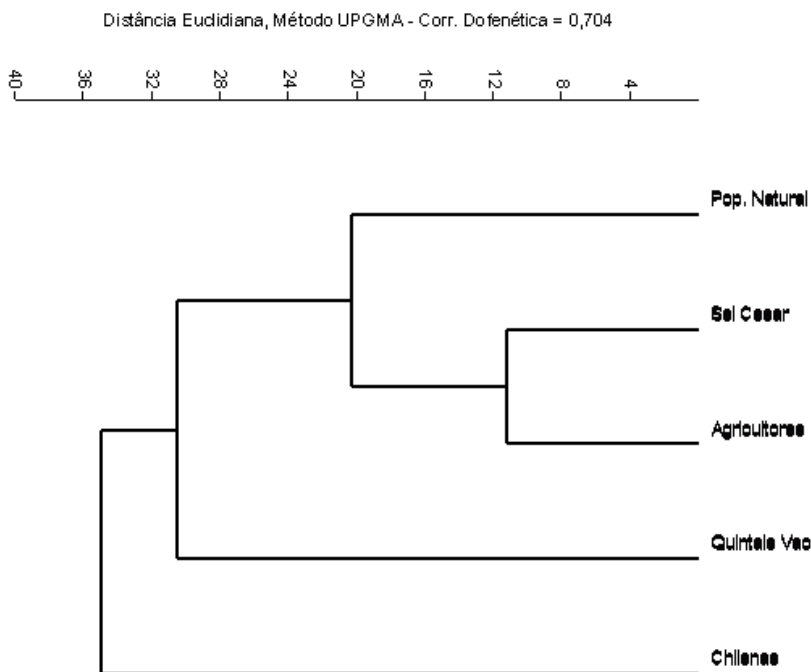 Distância Euclidiana, Método UPGMA - Corr. Dofenética = 0,704
40 36 32 28 24 20 16 12 8 4
Pop. Natural
Sel Cesar
Agricultores
Quintais Vac
Chilenas